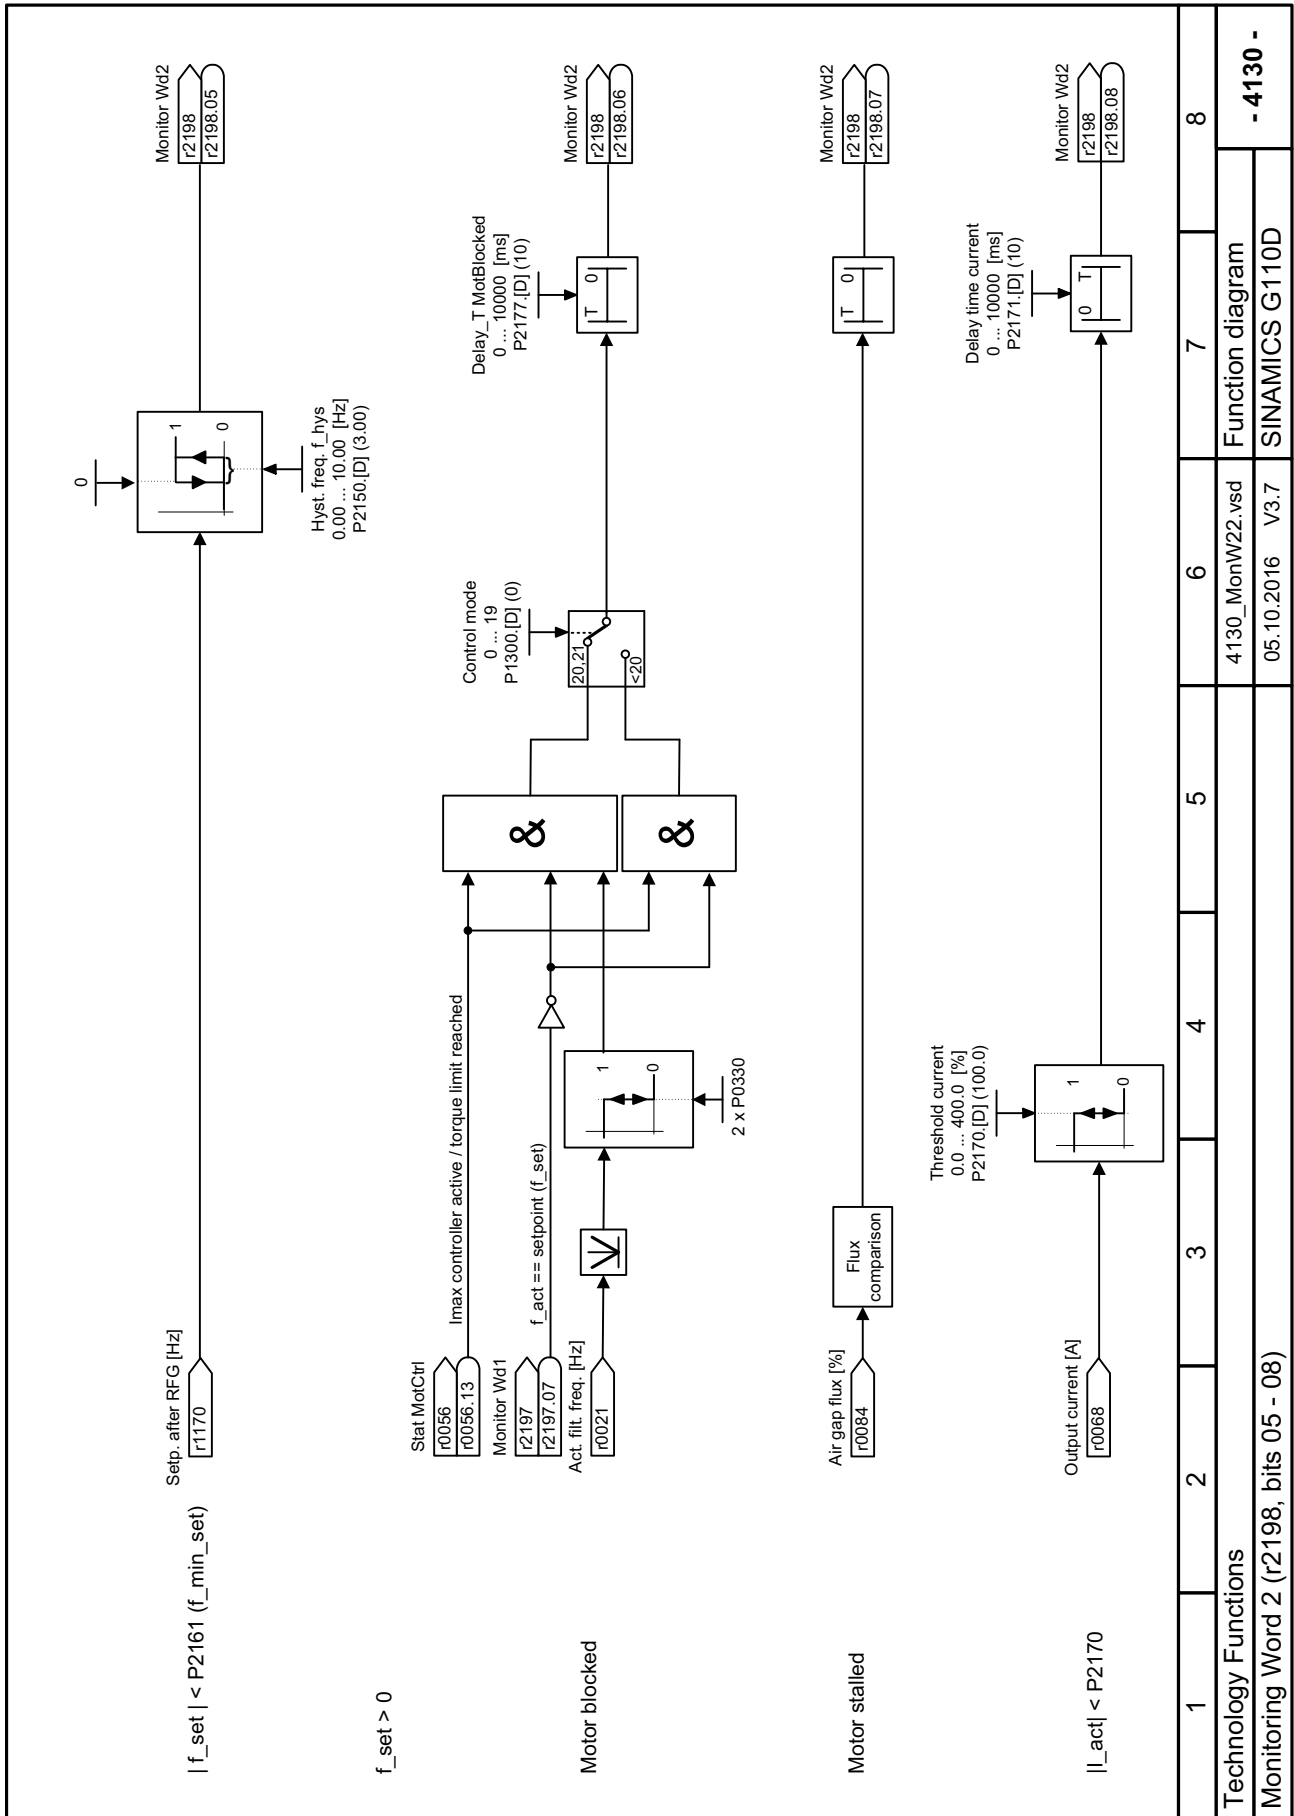 |f_set | < P2161 (f_min_set)
Setp. after RFG [Hz]
r1170
0
1
0
Hyst. freq. f_hys
0.00 ... 10.00 [Hz]
P2150.[D] (3.00)
Monitor Wd2
r2198
r2198.05
f_set > 0
Motor blocked
Stat MotCtrl
r0056
r0056.13
Imax controller active / torque limit reached
Monitor Wd1
r2197
r2197.07
f_act == setpoint (f_set)
Act. filt. freq. [Hz]
r0021
1
0
2 x P0330
&
&
Control mode
0 ... 19
P1300.[D] (0)
20,21
<20
Delay_T MotBlocked
0 ... 10000 [ms]
P2177.[D] (10)
T 0
Monitor Wd2
r2198
r2198.06
Motor stalled
Air gap flux [%]
r0084
Flux
comparison
T 0
Monitor Wd2
r2198
r2198.07
||_act| < P2170
Output current [A]
r0068
Threshold current
0.0 ... 400.0 [%]
P2170.[D] (100.0)
1
0
Delay time current
0 ... 10000 [ms]
P2171.[D] (10)
0 T
Monitor Wd2
r2198
r2198.08
1 2 3 4 5 6 7 8
Technology Functions
4130_MonW22.vsd
Function diagram
- 4130 -
Monitoring Word 2 (r2198, bits 05 - 08)
05.10.2016 V3.7
SINAMICS G110D